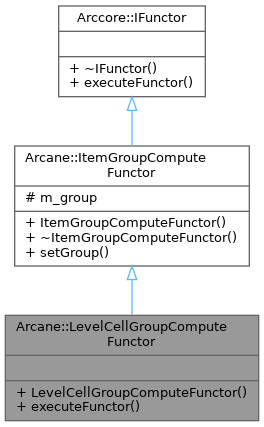 Arccore::IFunctor
+ ~IFunctor()
+ executeFunctor()
Arcane::ItemGroupCompute
Functor
# m_group
+ ItemGroupComputeFunctor()
+ ~ItemGroupComputeFunctor()
+ setGroup()
Arcane::LevelCellGroupCompute
Functor
+ LevelCellGroupComputeFunctor()
+ executeFunctor()